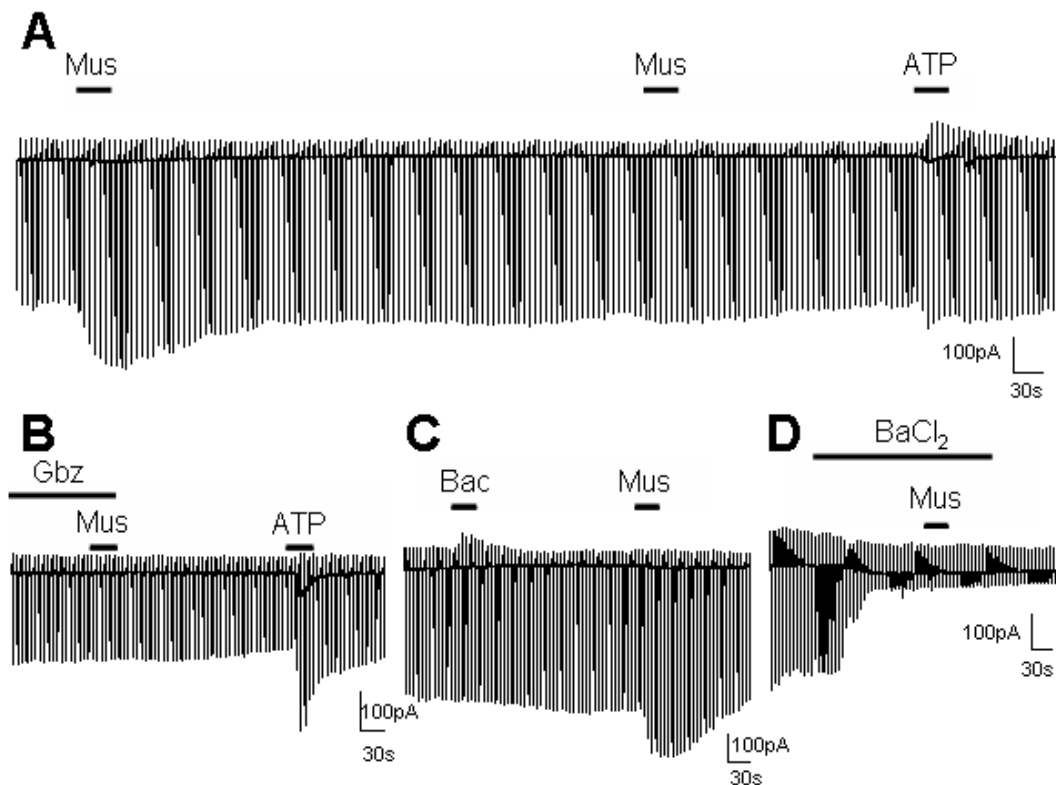 A
Mus Mus ATP
100pA
30s
B
Gbz
Mus ATP
100pA
30s
C
Bac Mus
100pA
30s
D
BaCl₂
Mus
100pA
30s